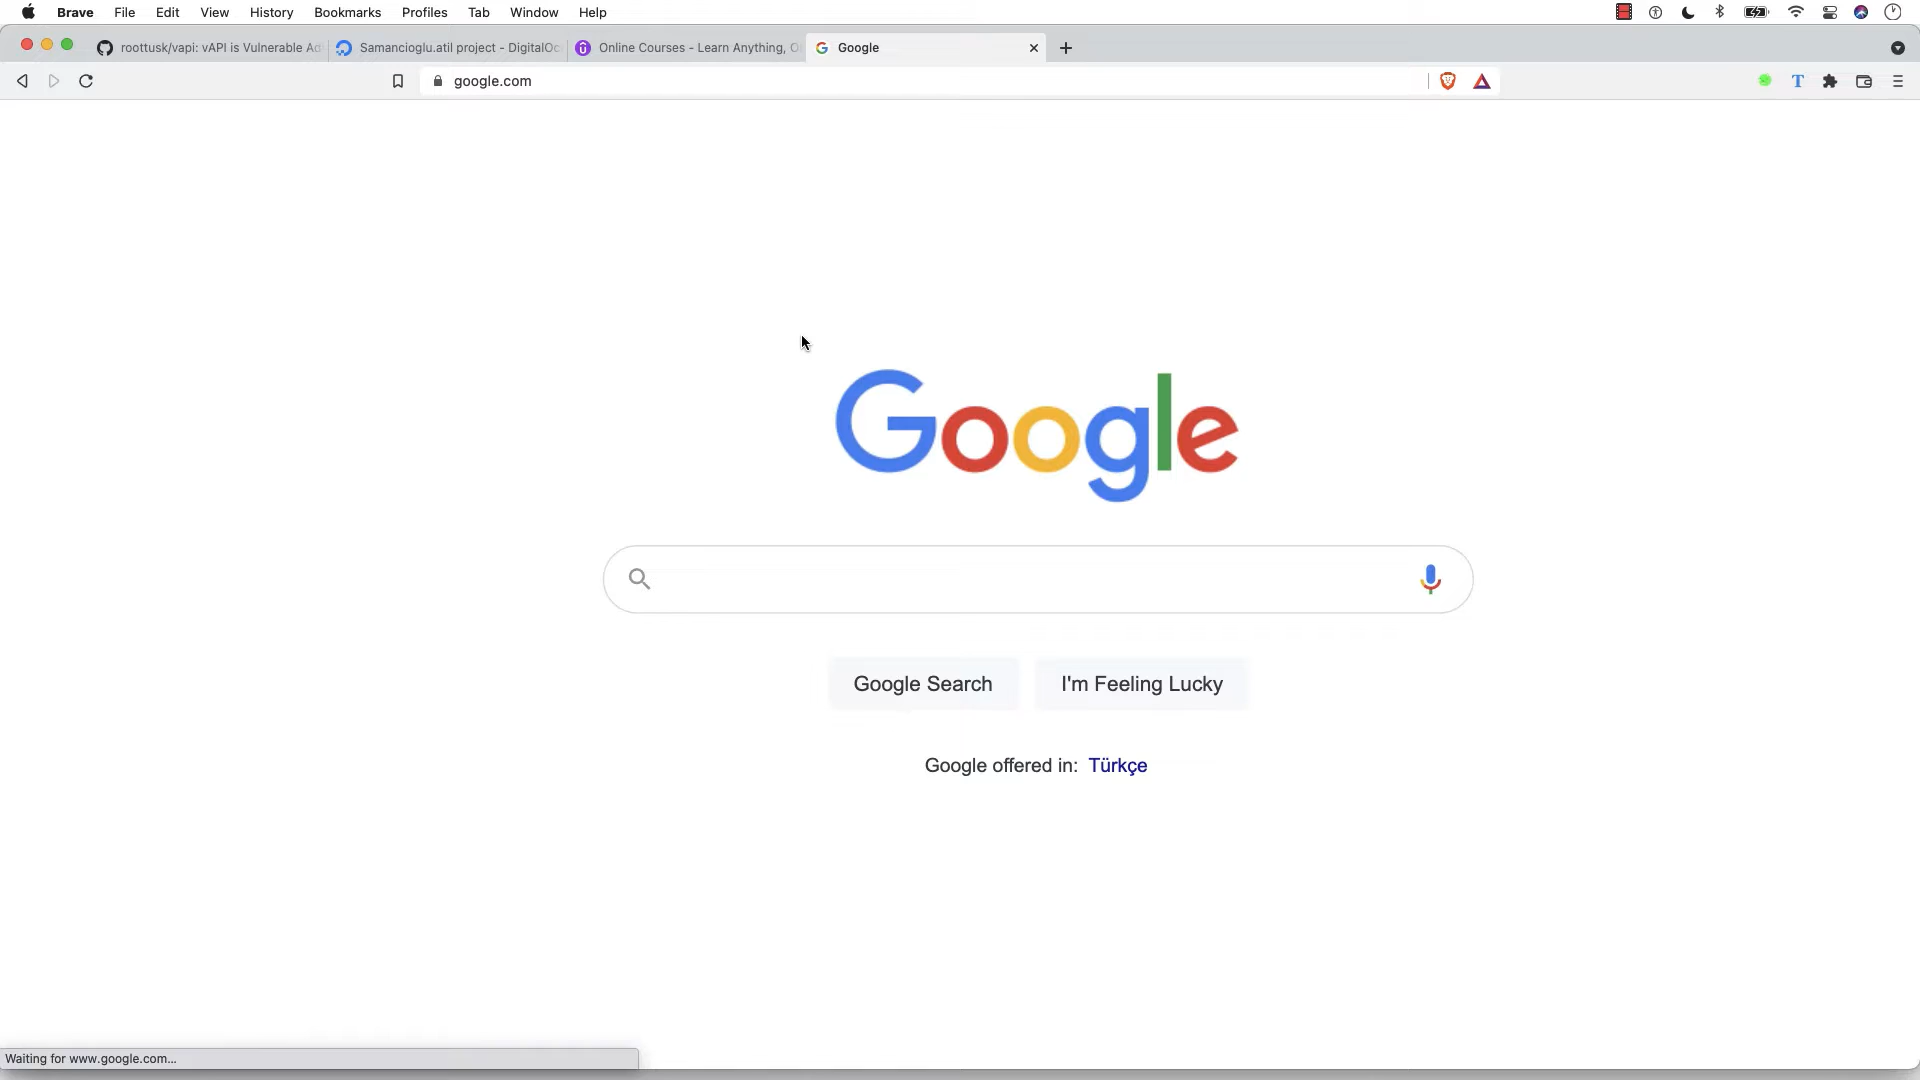 Brave File Edit View History Bookmarks Profiles Tab Window Help
roottusk/vapi: vAPI is Vulnerable Ad
Samancioglu.atil project - DigitalOc
Online Courses - Learn Anything, O
Google
google.com
Google
Google Search
I'm Feeling Lucky
Google offered in: Türkçe
Waiting for www.google.com...